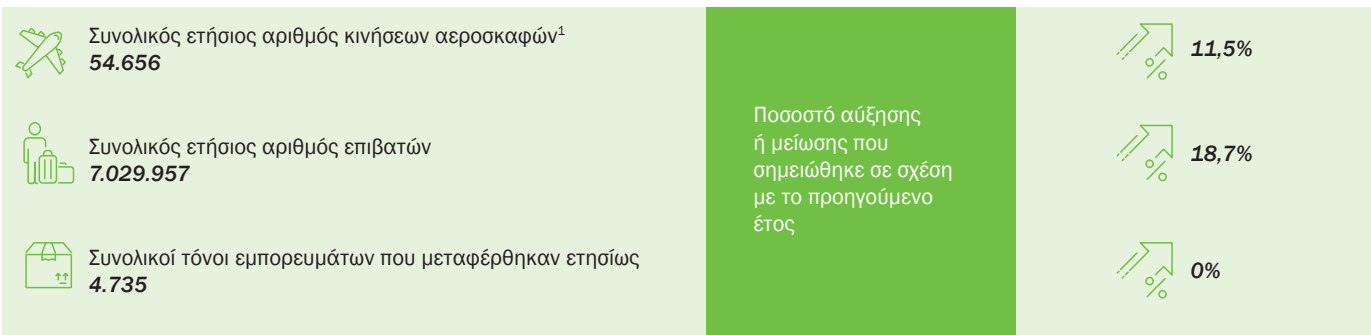 Συνολικός ετήσιος αριθμός κινήσεων αεροσκαφών1
54.656
Συνολικός ετήσιος αριθμός επιβατών
7.029.957
Συνολικοί τόνοι εμπορευμάτων που μεταφέρθηκαν ετησίως
4.735
Ποσοστό αύξησης
ή μείωσης που
σημειώθηκε σε σχέση
με το προηγούμενο
έτος
%
11,5%
%
18,7%
%
0%